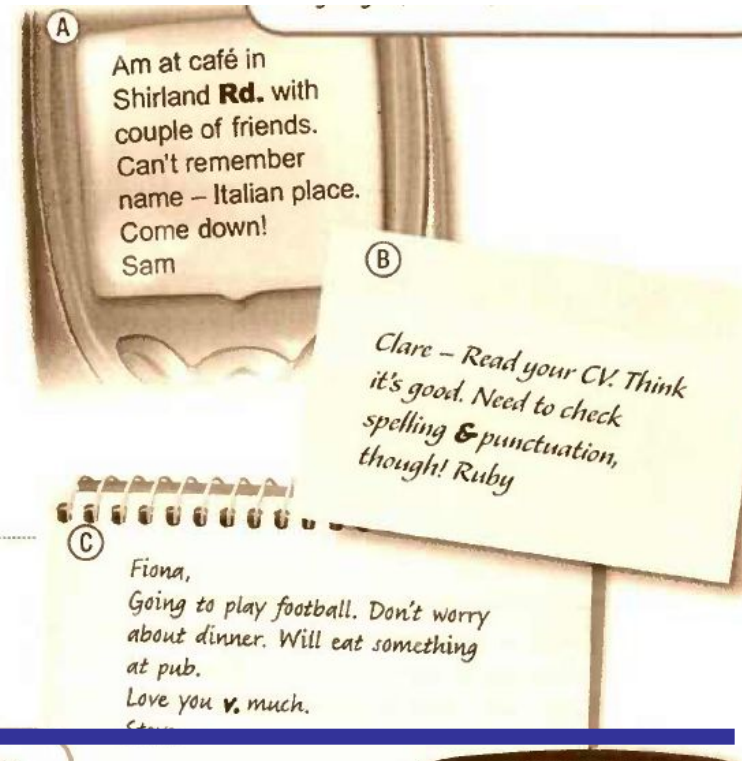 A
Am at café in
Shirland Rd. with
couple of friends.
Can't remember
name – Italian place.
Come down!
Sam
B
Clare – Read your CV. Think
it's good. Need to check
spelling & punctuation,
though! Ruby
C
Fiona,
Going to play football. Don't worry
about dinner. Will eat something
at pub.
Love you v. much.